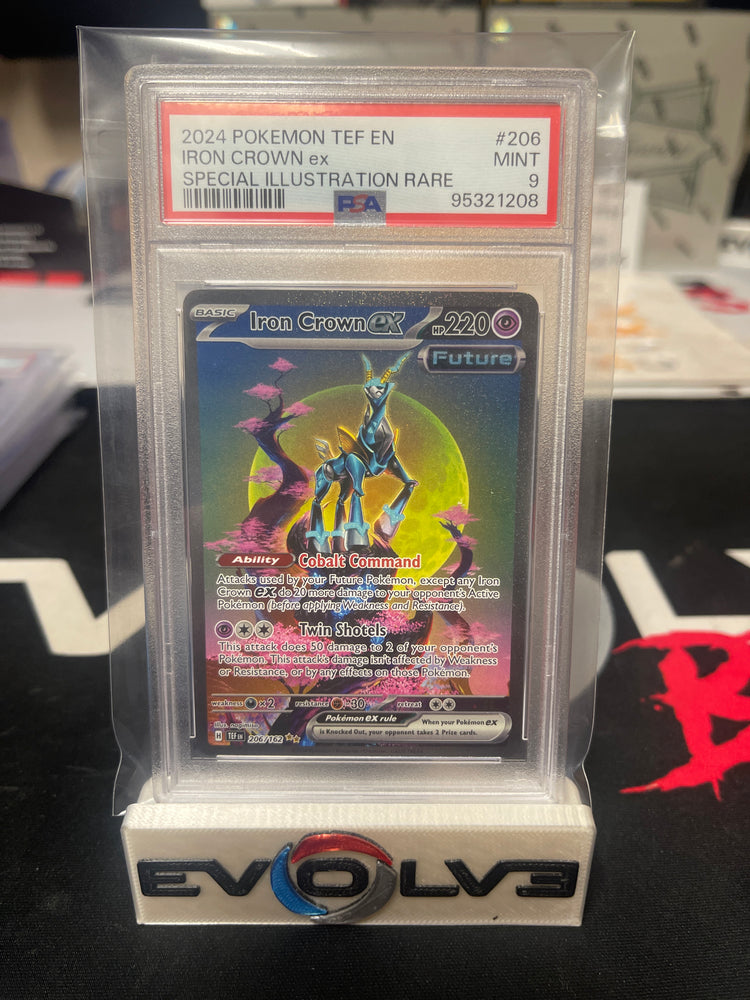 2024 POKEMON TEF EN #206
IRON CROWN ex MINT
SPECIAL ILLUSTRATION RARE 9
PSA 95321208
BASIC Iron Crown ex HP 220
Future
Ability Cobalt Command
Attacks used by your Future Pokémon, except any Iron
Crown ex, do 20 more damage to your opponent's Active
Pokémon (before applying Weakness and Resistance).
Twin Shotels
This attack does 50 damage to 2 of your opponent's
Pokémon. This attack's damage isn't affected by Weakness
or Resistance, or by any effects on those Pokémon.
weakness ×2 resistance -30 retreat
Illus. nagimiso
Pokémon ex rule When your Pokémon ex
is Knocked Out, your opponent takes 2 Prize cards.
H TEF EN 206/162
EVOLV3